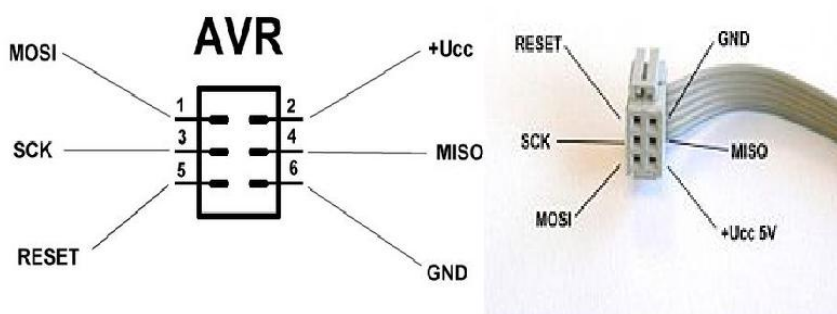 AVR
MOSI
+Ucc
1
2
SCK
3
4
MISO
5
6
RESET
GND
RESET
GND
SCK
MISO
MOSI
+Ucc 5V